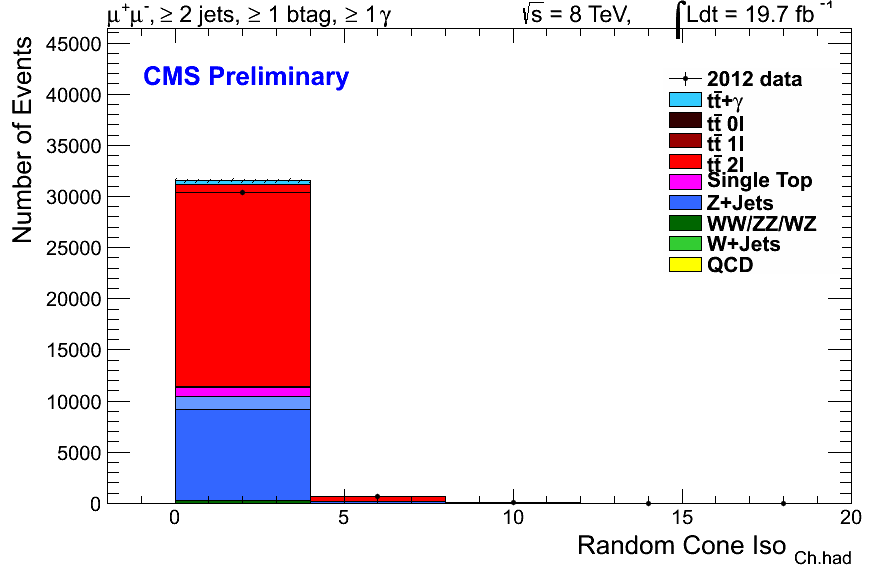 μ⁺μ⁻, ≥ 2 jets, ≥ 1 btag, ≥ 1 γ
√s = 8 TeV, ∫Ldt = 19.7 fb⁻¹
CMS Preliminary
2012 data
tt̄+γ
tt̄ 0l
tt̄ 1l
tt̄ 2l
Single Top
Z+Jets
WW/ZZ/WZ
W+Jets
QCD
Number of Events
45000
40000
35000
30000
25000
20000
15000
10000
5000
0
0 5 10 15 20
Random Cone Iso Ch.had